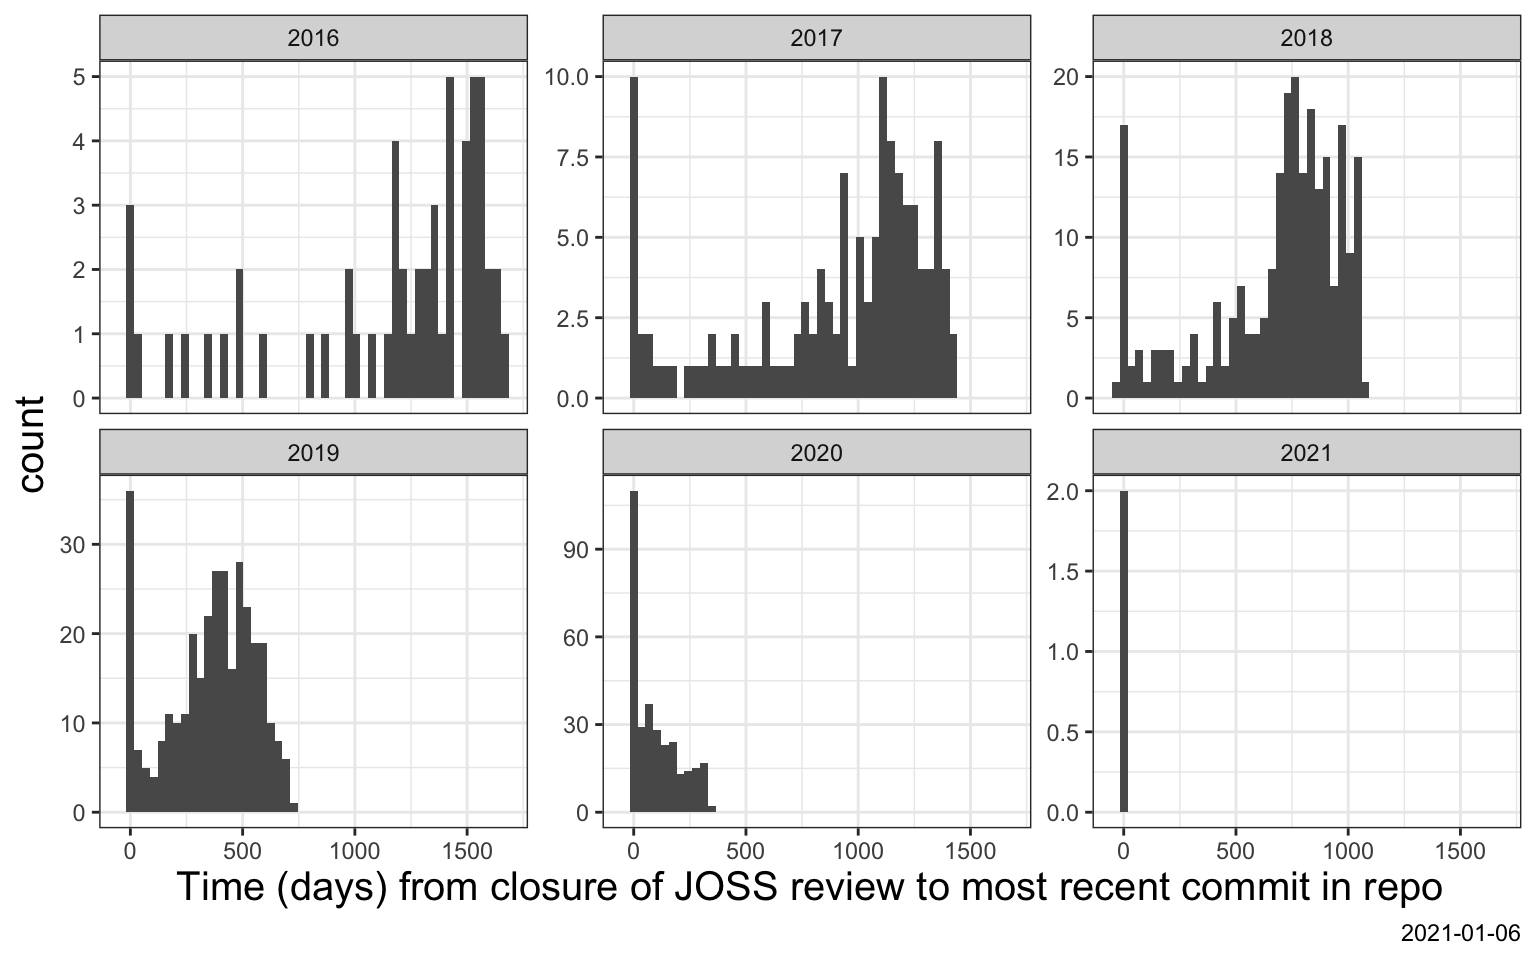 2016 2017 2018
5 10.0 20
4 7.5 15
3 5.0 10
2 2.5 5
1 0.0 0
0
count
2019 2020 2021
30 90 2.0
20 60 1.5
10 30 1.0
0 0 0.5
0.0
0 500 1000 1500 0 500 1000 1500 0 500 1000 1500
Time (days) from closure of JOSS review to most recent commit in repo
2021-01-06